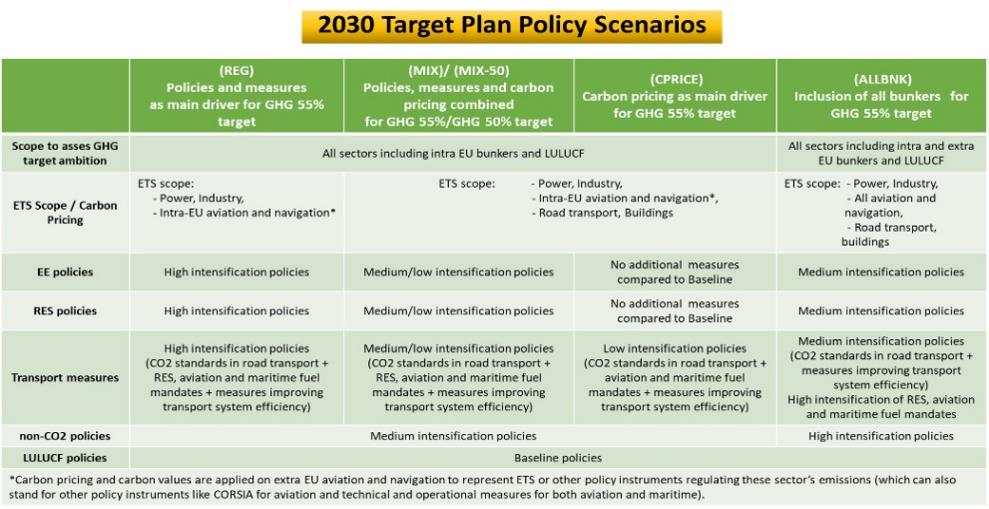 2030 Target Plan Policy Scenarios
(REG)
Policies and measures
as main driver for GHG 55%
target
(MIX)/ (MIX-50)
Policies, measures and carbon
pricing combined
for GHG 55%/GHG 50% target
(CPRICE)
Carbon pricing as main driver
for GHG 55% target
(ALLBNK)
Inclusion of all bunkers for
GHG 55% target
Scope to asses GHG
target ambition
All sectors including intra EU bunkers and LULUCF
All sectors including intra and extra
EU bunkers and LULUCF
ETS Scope / Carbon
Pricing
ETS scope:
- Power, Industry,
- Intra-EU aviation and navigation*
ETS scope: - Power, Industry,
- Intra-EU aviation and navigation*,
- Road transport, Buildings
ETS scope: - Power, Industry,
- All aviation and
navigation,
- Road transport,
buildings
EE policies
High intensification policies
Medium/low intensification policies
No additional measures
compared to Baseline
Medium intensification policies
RES policies
High intensification policies
Medium/low intensification policies
No additional measures
compared to Baseline
Medium intensification policies
Transport measures
High intensification policies
(CO2 standards in road transport +
RES, aviation and maritime fuel
mandates + measures improving
transport system efficiency)
Medium/low intensification policies
(CO2 standards in road transport +
RES, aviation and maritime fuel
mandates + measures improving
transport system efficiency)
Low intensification policies
(CO2 standards in road transport +
aviation and maritime fuel
mandates + measures improving
transport system efficiency)
Medium intensification policies
(CO2 standards in road transport +
measures improving transport
system efficiency)
High intensification of RES, aviation
and maritime fuel mandates
non-CO2 policies
Medium intensification policies
High intensification policies
LULUCF policies
Baseline policies
*Carbon pricing and carbon values are applied on extra EU aviation and navigation to represent ETS or other policy instruments regulating these sector's emissions (which can also
stand for other policy instruments like CORSIA for aviation and technical and operational measures for both aviation and maritime).